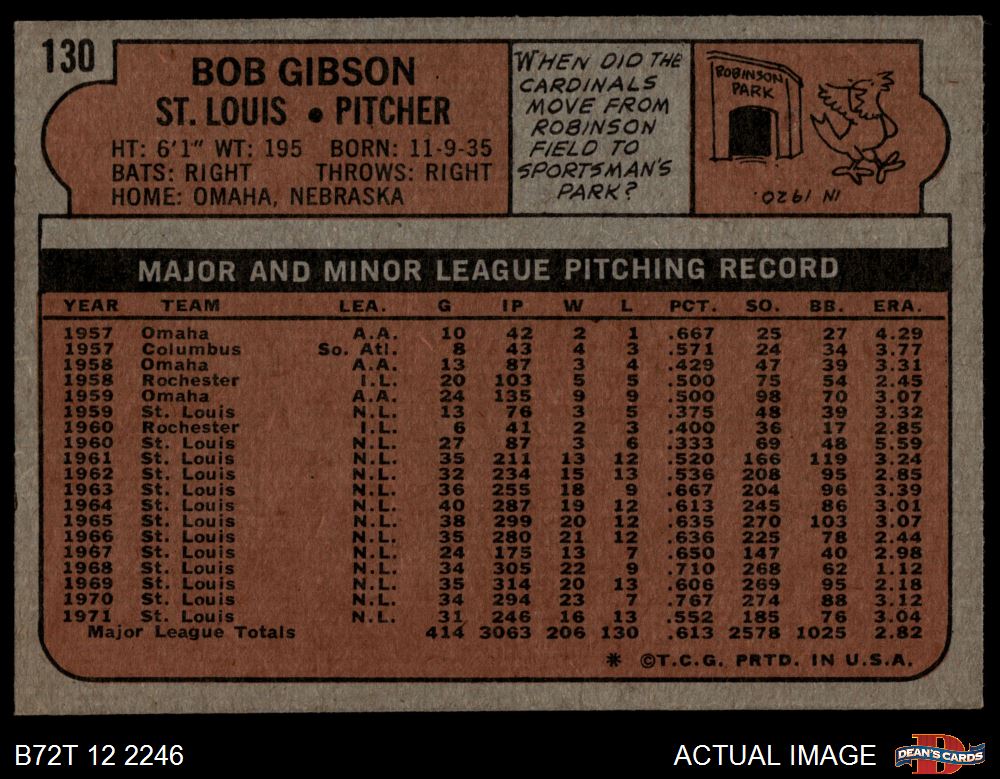 130
BOB GIBSON
ST. LOUIS • PITCHER
HT: 6'1" WT: 195 BORN: 11-9-35
BATS: RIGHT THROWS: RIGHT
HOME: OMAHA, NEBRASKA
WHEN DID THE
CARDINALS
MOVE FROM
ROBINSON
FIELD TO
SPORTSMAN'S
PARK?
ROBINSON
PARK
IN 1920.
MAJOR AND MINOR LEAGUE PITCHING RECORD
YEAR TEAM LEA. G IP W L PCT. SO. BB. ERA.
1957 Omaha A.A. 10 42 2 1 .667 25 27 4.29
1957 Columbus So. Atl. 8 43 4 3 .571 24 34 3.77
1958 Omaha A.A. 13 87 3 4 .429 47 39 3.31
1958 Rochester I.L. 20 103 5 5 .500 75 54 2.45
1959 Omaha A.A. 24 135 9 9 .500 98 70 3.07
1959 St. Louis N.L. 13 76 3 5 .375 48 39 3.32
1960 Rochester I.L. 6 41 2 3 .400 36 17 2.85
1960 St. Louis N.L. 27 87 3 6 .333 69 48 5.59
1961 St. Louis N.L. 35 211 13 12 .520 166 119 3.24
1962 St. Louis N.L. 32 234 15 13 .536 208 95 2.85
1963 St. Louis N.L. 36 255 18 9 .667 204 96 3.39
1964 St. Louis N.L. 40 287 19 12 .613 245 86 3.01
1965 St. Louis N.L. 38 299 20 12 .635 270 103 3.07
1966 St. Louis N.L. 35 280 21 12 .636 225 78 2.44
1967 St. Louis N.L. 24 175 13 7 .650 147 40 2.98
1968 St. Louis N.L. 34 305 22 9 .710 268 62 1.12
1969 St. Louis N.L. 35 314 20 13 .606 269 95 2.18
1970 St. Louis N.L. 34 294 23 7 .767 274 88 3.12
1971 St. Louis N.L. 31 246 16 13 .552 185 76 3.04
Major League Totals 414 3063 206 130 .613 2578 1025 2.82
* ©T.C.G. PRTD. IN U.S.A.
B72T 12 2246
ACTUAL IMAGE
DEAN'S CARDS